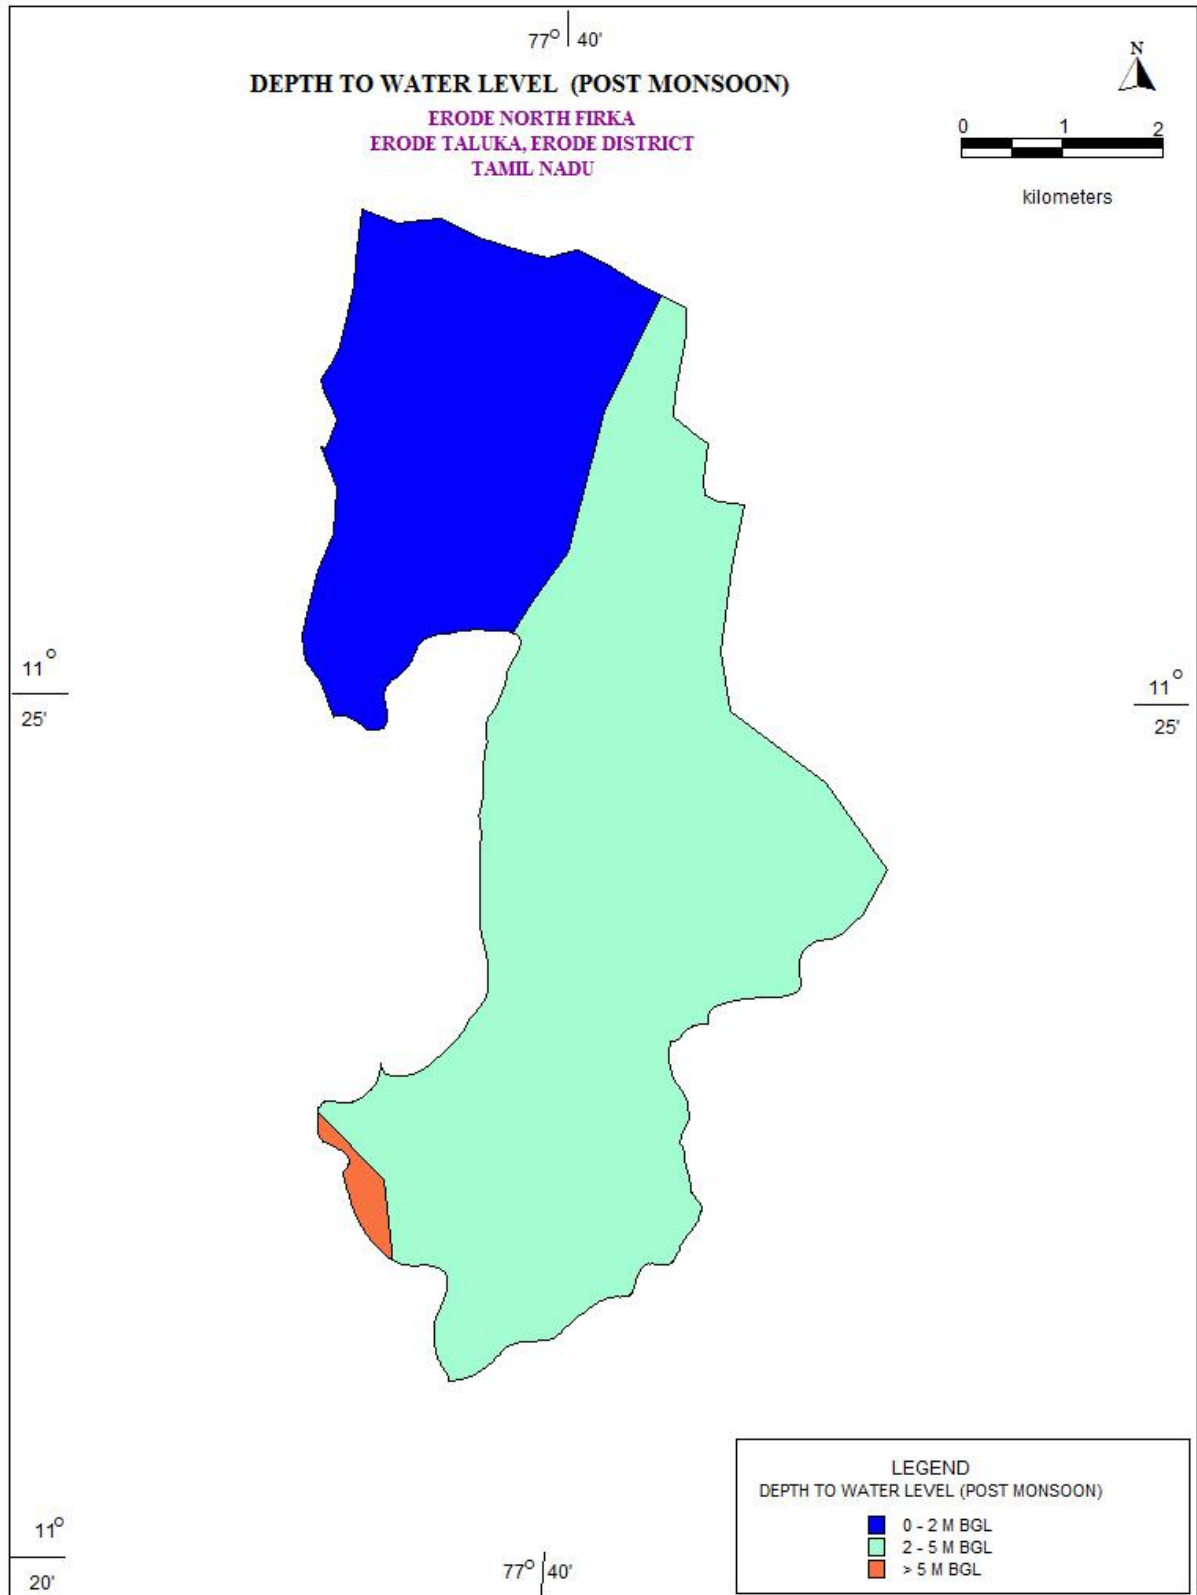 77° 40'
N
DEPTH TO WATER LEVEL (POST MONSOON)
ERODE NORTH FIRKA
ERODE TALUKA, ERODE DISTRICT
TAMIL NADU
0 1 2
kilometers
11°
25'
11°
25'
LEGEND
DEPTH TO WATER LEVEL (POST MONSOON)
0 - 2 M BGL
2 - 5 M BGL
> 5 M BGL
11°
20'
77° 40'